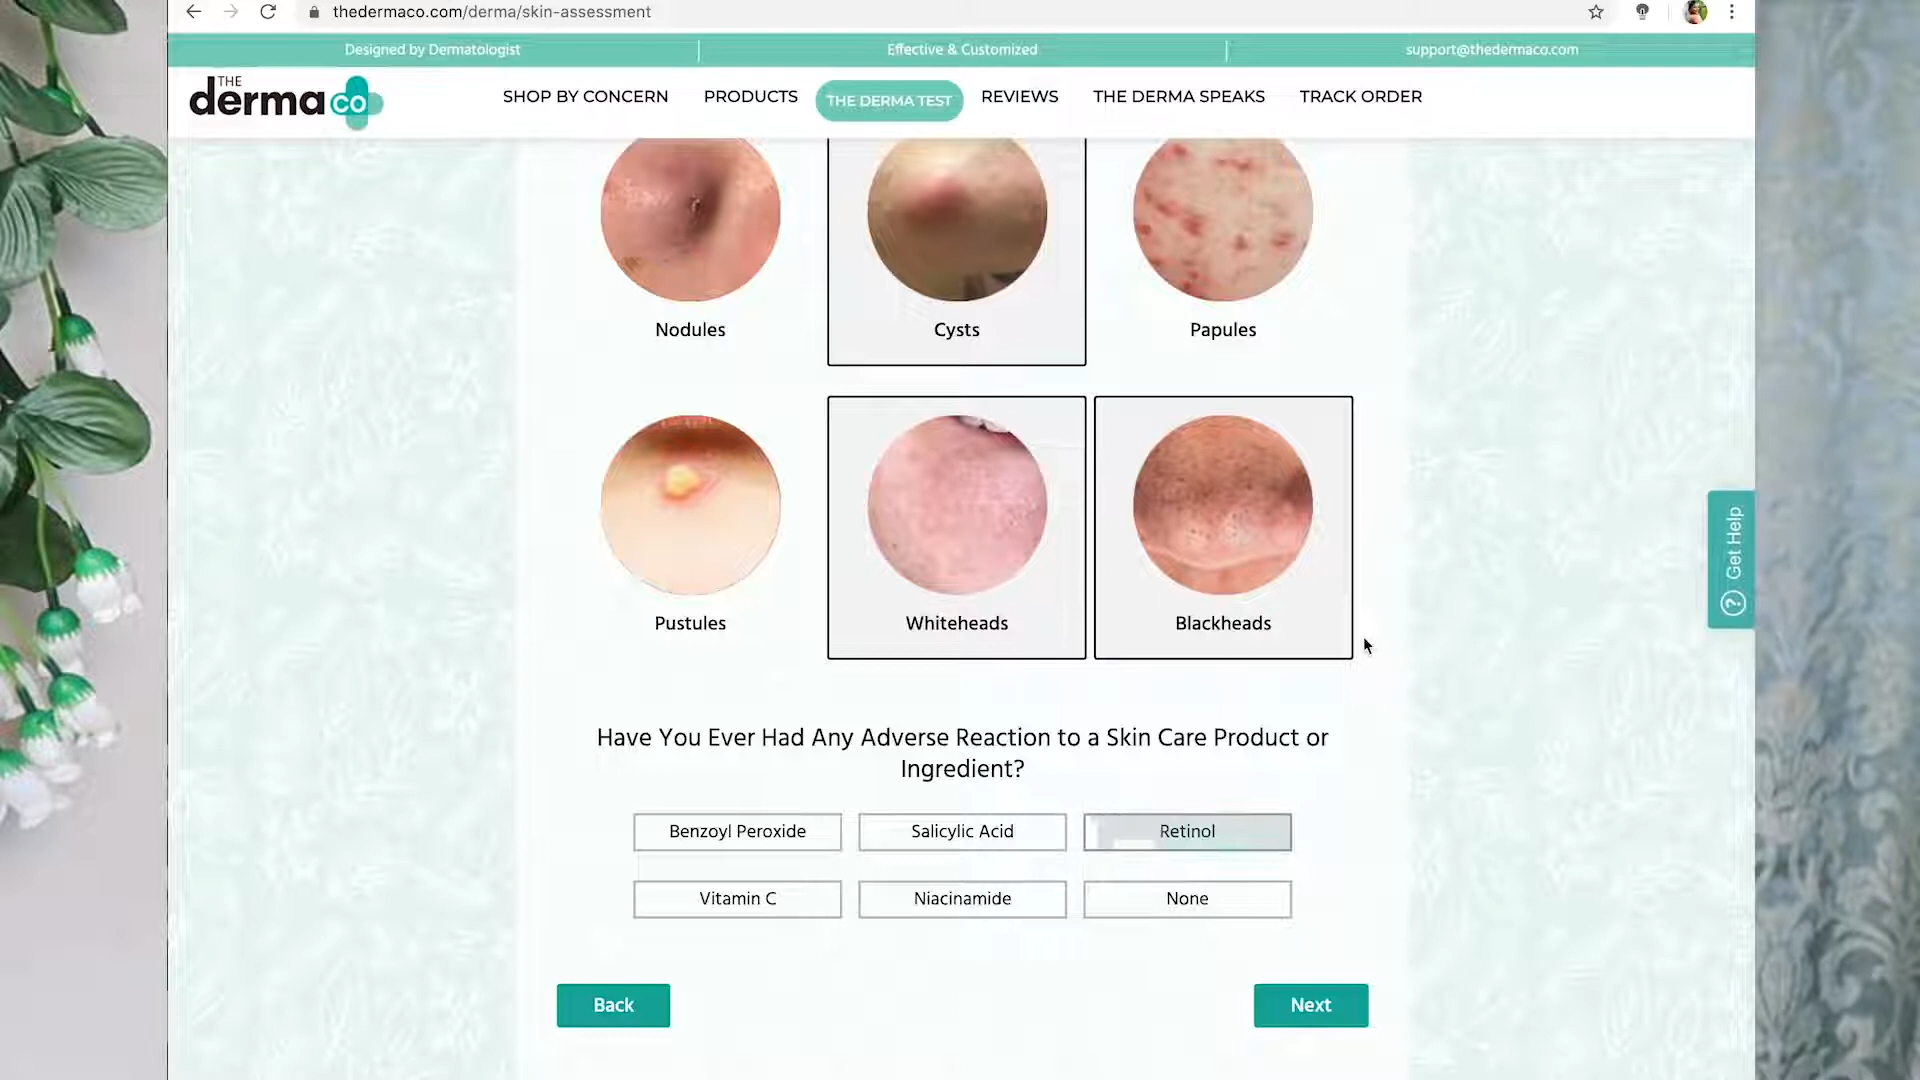 thedermaco.com/derma/skin-assessment
Designed by Dermatologist
Effective & Customized
support@thedermaco.com
THE
derma co
SHOP BY CONCERN
PRODUCTS
THE DERMA TEST
REVIEWS
THE DERMA SPEAKS
TRACK ORDER
Nodules
Cysts
Papules
Pustules
Whiteheads
Blackheads
Get Help
Have You Ever Had Any Adverse Reaction to a Skin Care Product or
Ingredient?
Benzoyl Peroxide
Salicylic Acid
Retinol
Vitamin C
Niacinamide
None
Back
Next